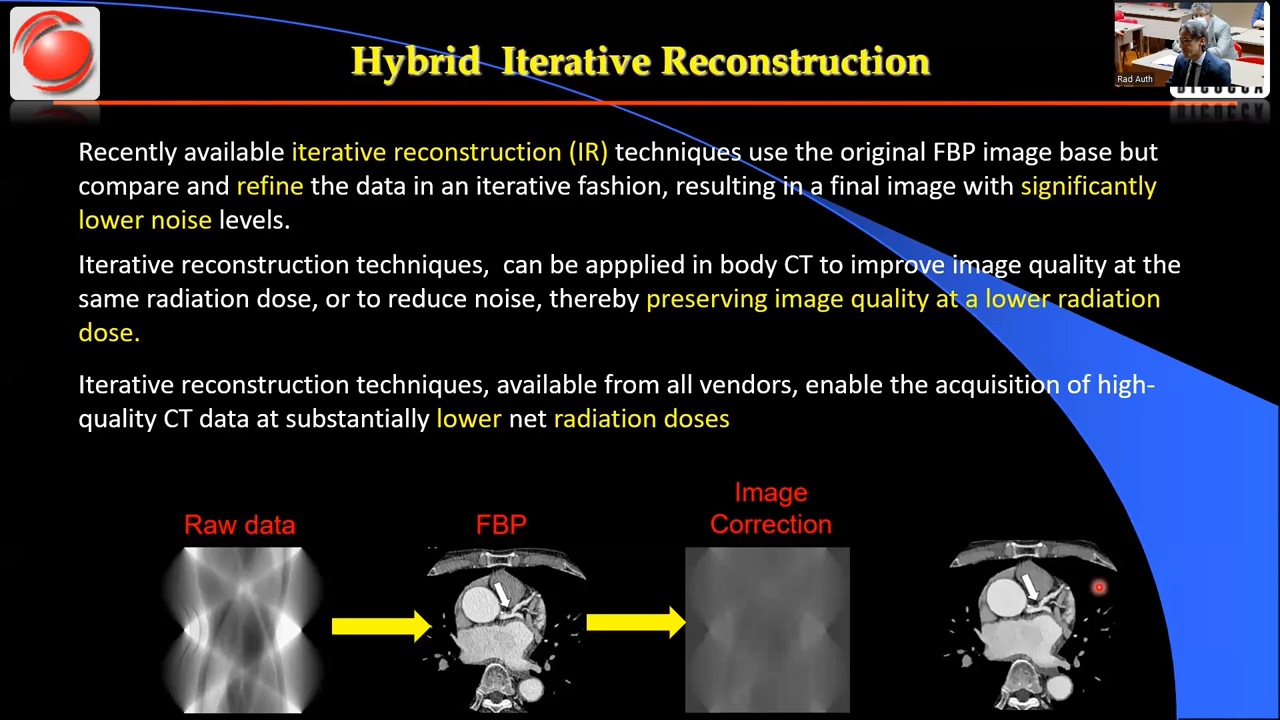 Hybrid Iterative Reconstruction
Rad Auth
BICOCCA
Recently available iterative reconstruction (IR) techniques use the original FBP image base but
compare and refine the data in an iterative fashion, resulting in a final image with significantly
lower noise levels.
Iterative reconstruction techniques, can be appplied in body CT to improve image quality at the
same radiation dose, or to reduce noise, thereby preserving image quality at a lower radiation
dose.
Iterative reconstruction techniques, available from all vendors, enable the acquisition of high-
quality CT data at substantially lower net radiation doses
Raw data
FBP
Image
Correction